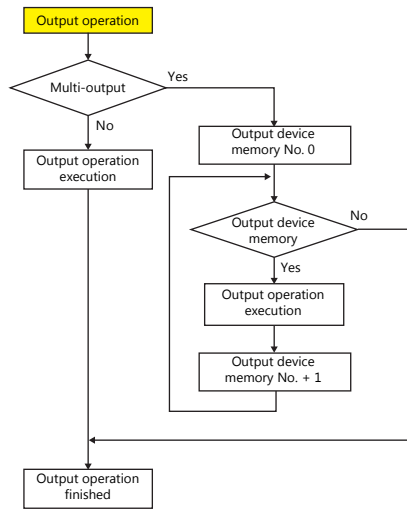 Output operation
Multi-output
Yes
No
Output device
memory No. 0
Output operation
execution
Output device
memory
No
Yes
Output operation
execution
Output device
memory No. + 1
Output operation
finished